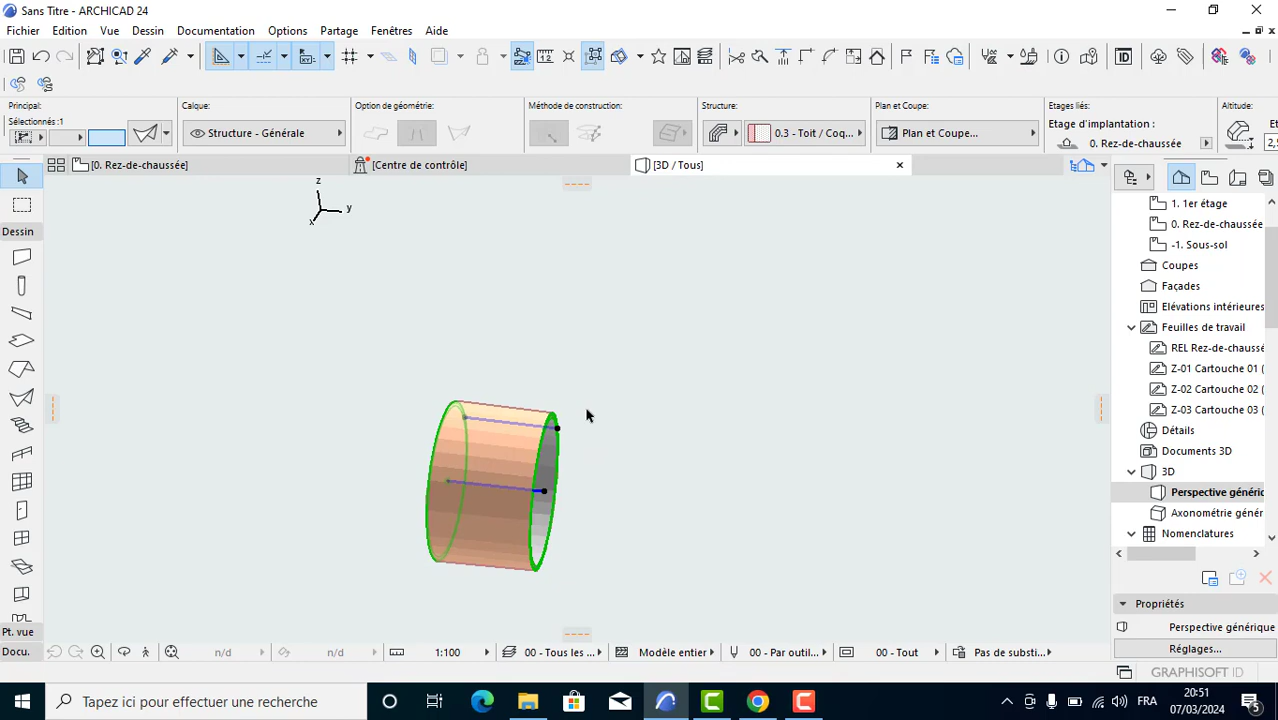 Sans Titre - ARCHICAD 24
Fichier Edition Vue Dessin Documentation Options Partage Fenêtres Aide
Principal:
Sélectionnés :1
Calque:
Structure - Générale
Option de géométrie:
Méthode de construction:
Structure:
0.3 - Toit / Coq...
Plan et Coupe:
Plan et Coupe...
Etages liés:
Etage d'implantation :
0. Rez-de-chaussée
Altitude:
2,5
[0. Rez-de-chaussée]
[Centre de contrôle]
[3D / Tous]
Dessin
z
y
x
1. 1er étage
0. Rez-de-chaussée
-1. Sous-sol
Coupes
Façades
Elévations intérieures
Feuilles de travail
REL Rez-de-chaussé
Z-01 Cartouche 01 (
Z-02 Cartouche 02 (
Z-03 Cartouche 03 (
Détails
Documents 3D
3D
Perspective génériq
Axonométrie génér
Nomenclatures
Propriétés
Perspective générique
Réglages...
Pt. vue
Docu.
n/d
n/d
1:100
00 - Tous les ...
Modèle entier
00 - Par outil...
00 - Tout
Pas de substi...
GRAPHISOFT ID
Tapez ici pour effectuer une recherche
FRA
20:51
07/03/2024
5